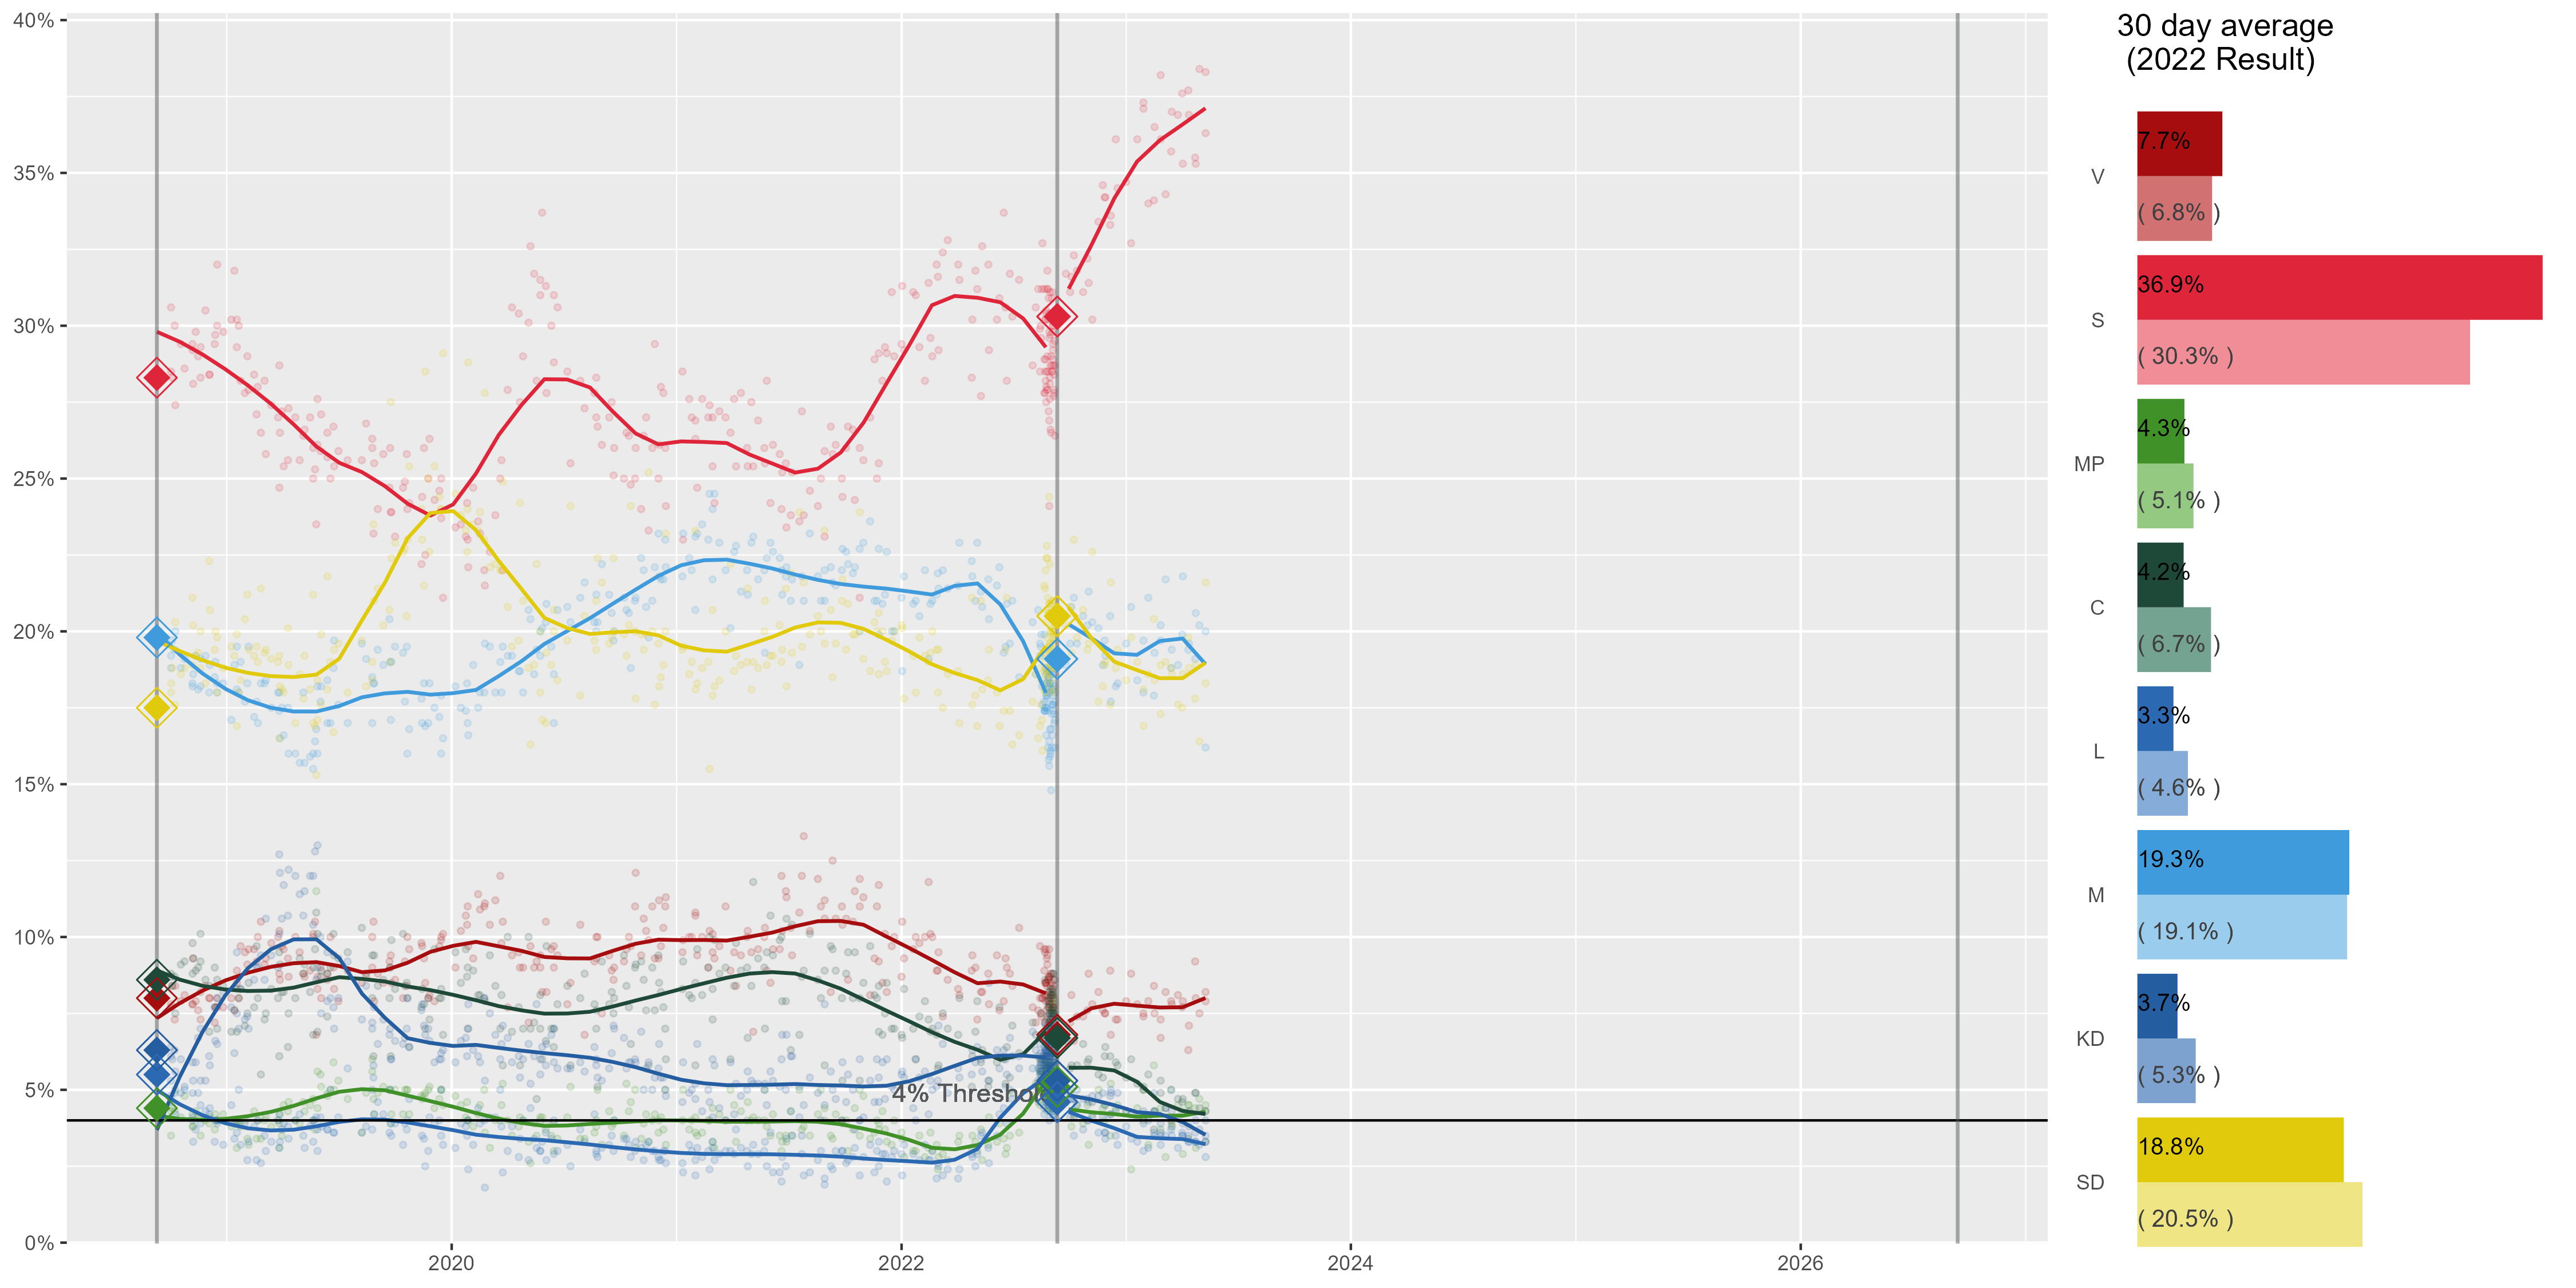 40%
35%
30%
25%
20%
15%
10%
5%
0%
4% Threshol
2020
2022
2024
2026
30 day average
(2022 Result)
V
7.7%
( 6.8% )
S
36.9%
( 30.3% )
MP
4.3%
( 5.1% )
C
4.2%
( 6.7% )
L
3.3%
( 4.6% )
M
19.3%
( 19.1% )
KD
3.7%
( 5.3% )
SD
18.8%
( 20.5% )